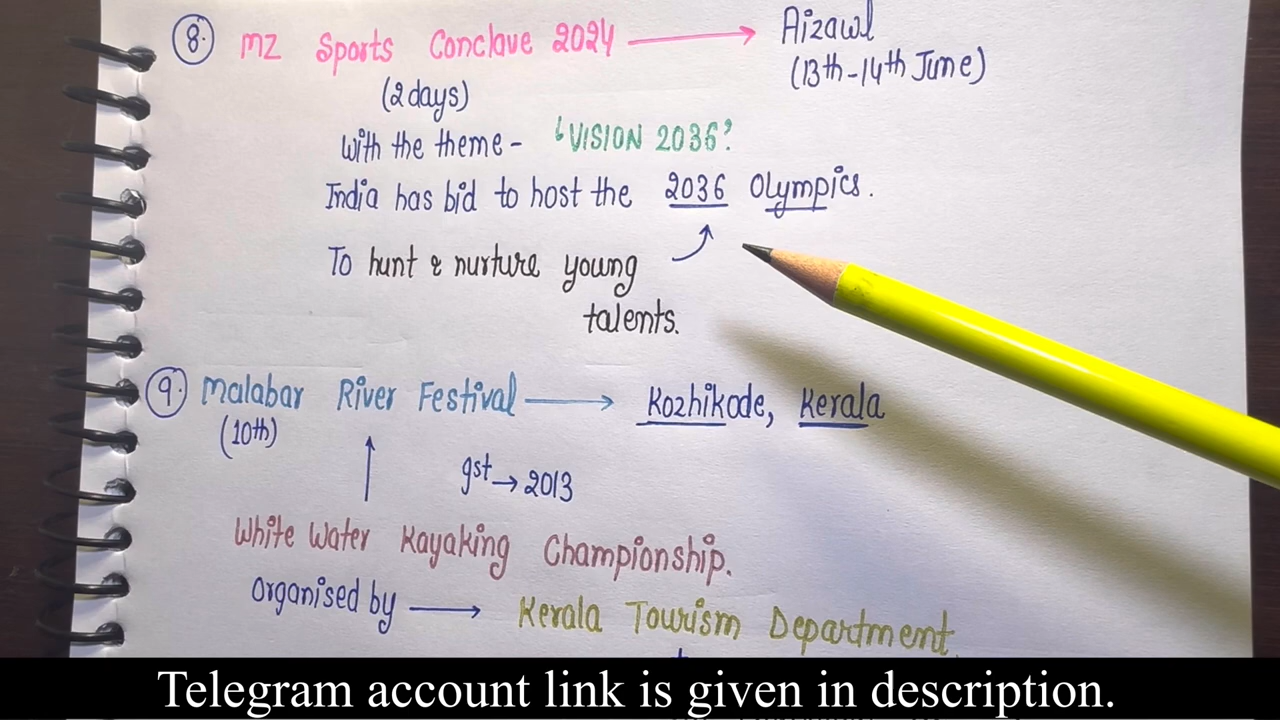 8. MZ Sports Conclave 2024 → Aizawl
(2 days) (13th-14th June)
With the theme - 'VISION 2036'.
India has bid to host the 2036 Olympics.
To hunt & nurture young
talents.
9. Malabar River Festival → Kozhikode, Kerala
(10th)
gst → 2013
White Water Kayaking Championship.
Organised by → Kerala Tourism Department
Telegram account link is given in description.